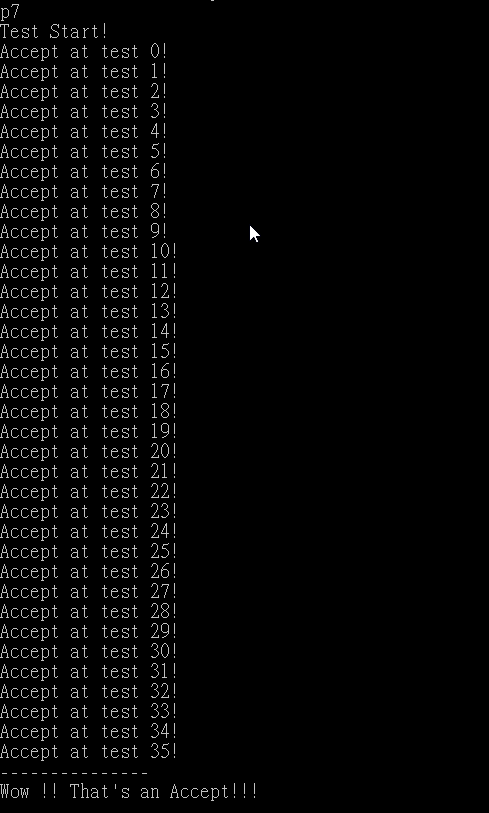 p7
Test Start!
Accept at test 0!
Accept at test 1!
Accept at test 2!
Accept at test 3!
Accept at test 4!
Accept at test 5!
Accept at test 6!
Accept at test 7!
Accept at test 8!
Accept at test 9!
Accept at test 10!
Accept at test 11!
Accept at test 12!
Accept at test 13!
Accept at test 14!
Accept at test 15!
Accept at test 16!
Accept at test 17!
Accept at test 18!
Accept at test 19!
Accept at test 20!
Accept at test 21!
Accept at test 22!
Accept at test 23!
Accept at test 24!
Accept at test 25!
Accept at test 26!
Accept at test 27!
Accept at test 28!
Accept at test 29!
Accept at test 30!
Accept at test 31!
Accept at test 32!
Accept at test 33!
Accept at test 34!
Accept at test 35!
---------------
Wow !! That's an Accept!!!